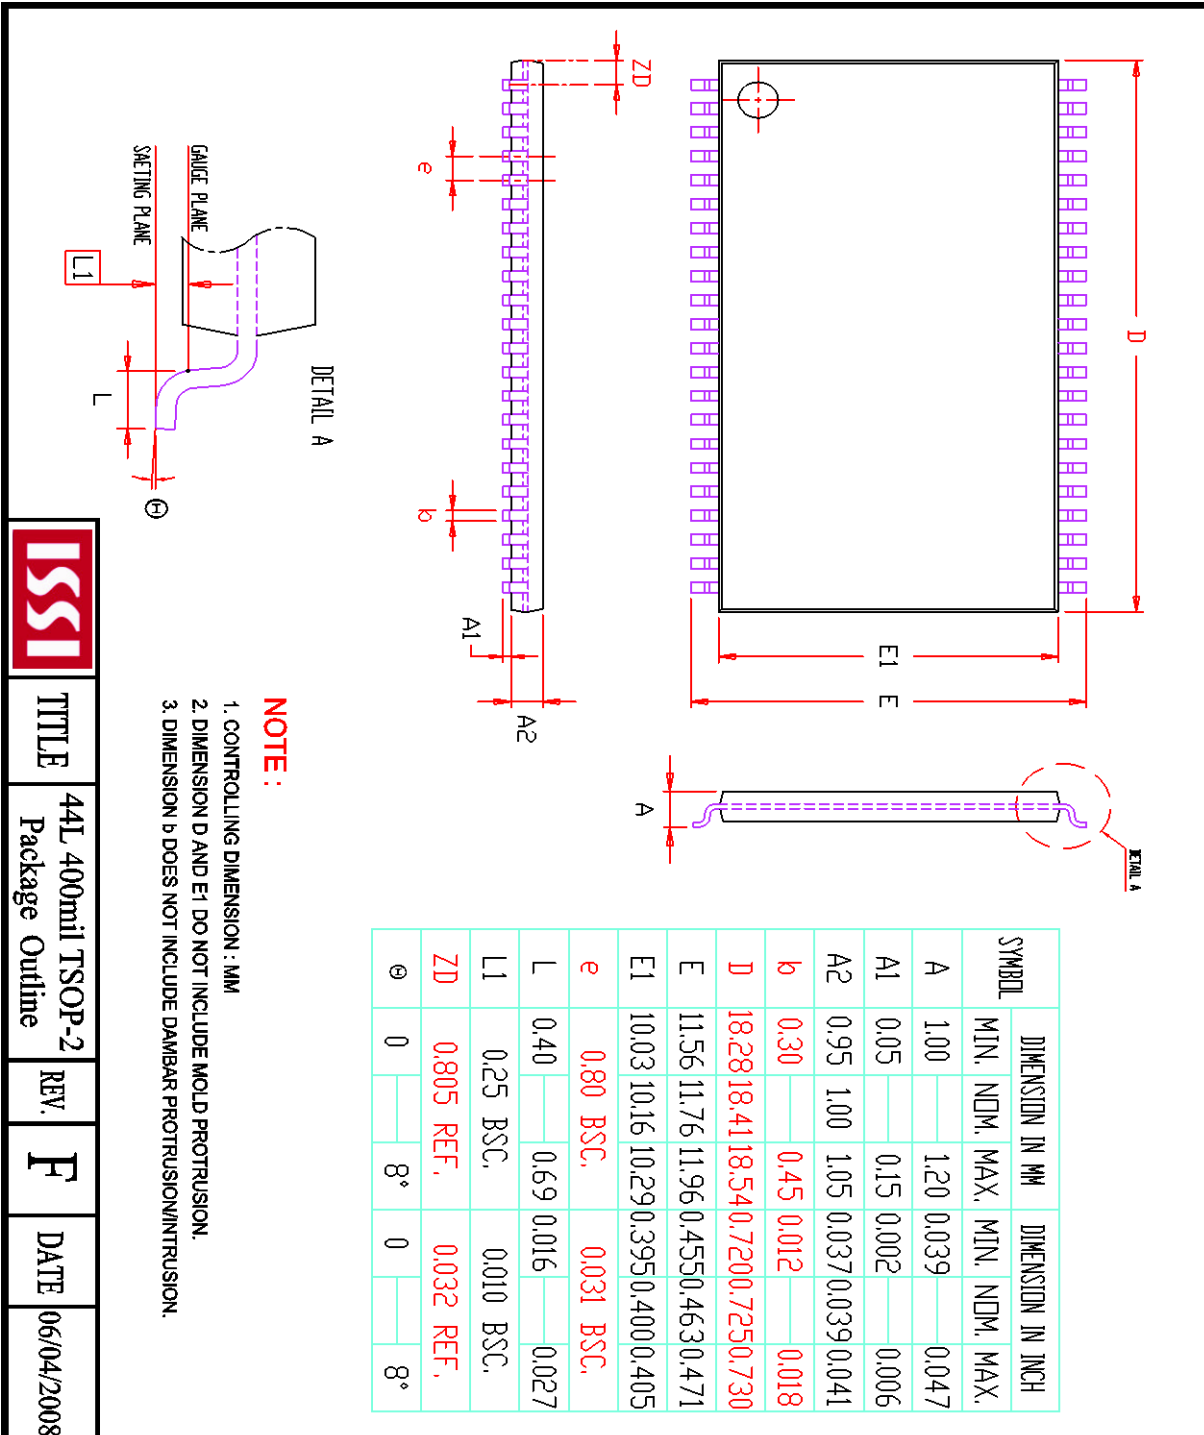 ZD
e
b
A1
A2
D
E1
E
A
DETAIL A
GAUGE PLANE
SAETING PLANE
L1
L
Θ
DETAIL A
SYMBOL DIMENSION IN MM DIMENSION IN INCH
MIN. NOM. MAX. MIN. NOM. MAX.
A 1.00 1.20 0.039 0.047
A1 0.05 0.15 0.002 0.006
A2 0.95 1.00 1.05 0.037 0.039 0.041
b 0.30 0.45 0.012 0.018
D 18.28 18.41 18.54 0.720 0.725 0.730
E 11.56 11.76 11.96 0.455 0.463 0.471
E1 10.03 10.16 10.29 0.395 0.400 0.405
e 0.80 BSC. 0.031 BSC.
L 0.40 0.69 0.016 0.027
L1 0.25 BSC. 0.010 BSC.
ZD 0.805 REF. 0.032 REF.
Θ 0 8° 0 8°
NOTE :
1. CONTROLLING DIMENSION : MM
2. DIMENSION D AND E1 DO NOT INCLUDE MOLD PROTRUSION.
3. DIMENSION b DOES NOT INCLUDE DAMBAR PROTRUSION/INTRUSION.
ISSI
TITLE
44L 400mil TSOP-2
Package Outline
REV.
F
DATE
06/04/2008